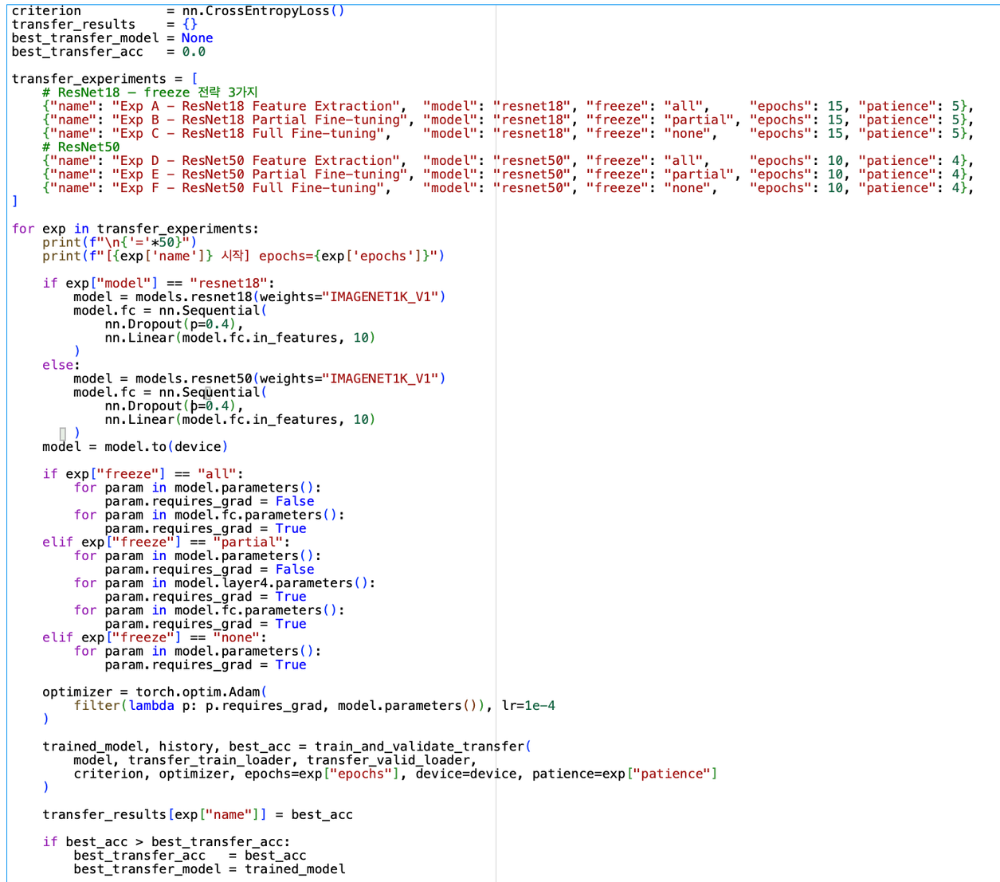 criterion           = nn.CrossEntropyLoss()
transfer_results    = {}
best_transfer_model = None
best_transfer_acc   = 0.0

transfer_experiments = [
    # ResNet18 – freeze 전략 3가지
    {"name": "Exp A - ResNet18 Feature Extraction",  "model": "resnet18", "freeze": "all",     "epochs": 15, "patience": 5},
    {"name": "Exp B - ResNet18 Partial Fine-tuning", "model": "resnet18", "freeze": "partial", "epochs": 15, "patience": 5},
    {"name": "Exp C - ResNet18 Full Fine-tuning",    "model": "resnet18", "freeze": "none",    "epochs": 15, "patience": 5},
    # ResNet50
    {"name": "Exp D - ResNet50 Feature Extraction",  "model": "resnet50", "freeze": "all",     "epochs": 10, "patience": 4},
    {"name": "Exp E - ResNet50 Partial Fine-tuning", "model": "resnet50", "freeze": "partial", "epochs": 10, "patience": 4},
    {"name": "Exp F - ResNet50 Full Fine-tuning",    "model": "resnet50", "freeze": "none",    "epochs": 10, "patience": 4},
]

for exp in transfer_experiments:
    print(f"\n{'='*50}")
    print(f"[{exp['name']} 시작] epochs={exp['epochs']}")

    if exp["model"] == "resnet18":
        model = models.resnet18(weights="IMAGENET1K_V1")
        model.fc = nn.Sequential(
            nn.Dropout(p=0.4),
            nn.Linear(model.fc.in_features, 10)
        )
    else:
        model = models.resnet50(weights="IMAGENET1K_V1")
        model.fc = nn.Sequential(
            nn.Dropout(p=0.4),
            nn.Linear(model.fc.in_features, 10)
        )
    model = model.to(device)

    if exp["freeze"] == "all":
        for param in model.parameters():
            param.requires_grad = False
        for param in model.fc.parameters():
            param.requires_grad = True
    elif exp["freeze"] == "partial":
        for param in model.parameters():
            param.requires_grad = False
        for param in model.layer4.parameters():
            param.requires_grad = True
        for param in model.fc.parameters():
            param.requires_grad = True
    elif exp["freeze"] == "none":
        for param in model.parameters():
            param.requires_grad = True

    optimizer = torch.optim.Adam(
        filter(lambda p: p.requires_grad, model.parameters()), lr=1e-4
    )

    trained_model, history, best_acc = train_and_validate_transfer(
        model, transfer_train_loader, transfer_valid_loader,
        criterion, optimizer, epochs=exp["epochs"], device=device, patience=exp["patience"]
    )

    transfer_results[exp["name"]] = best_acc

    if best_acc > best_transfer_acc:
        best_transfer_acc   = best_acc
        best_transfer_model = trained_model